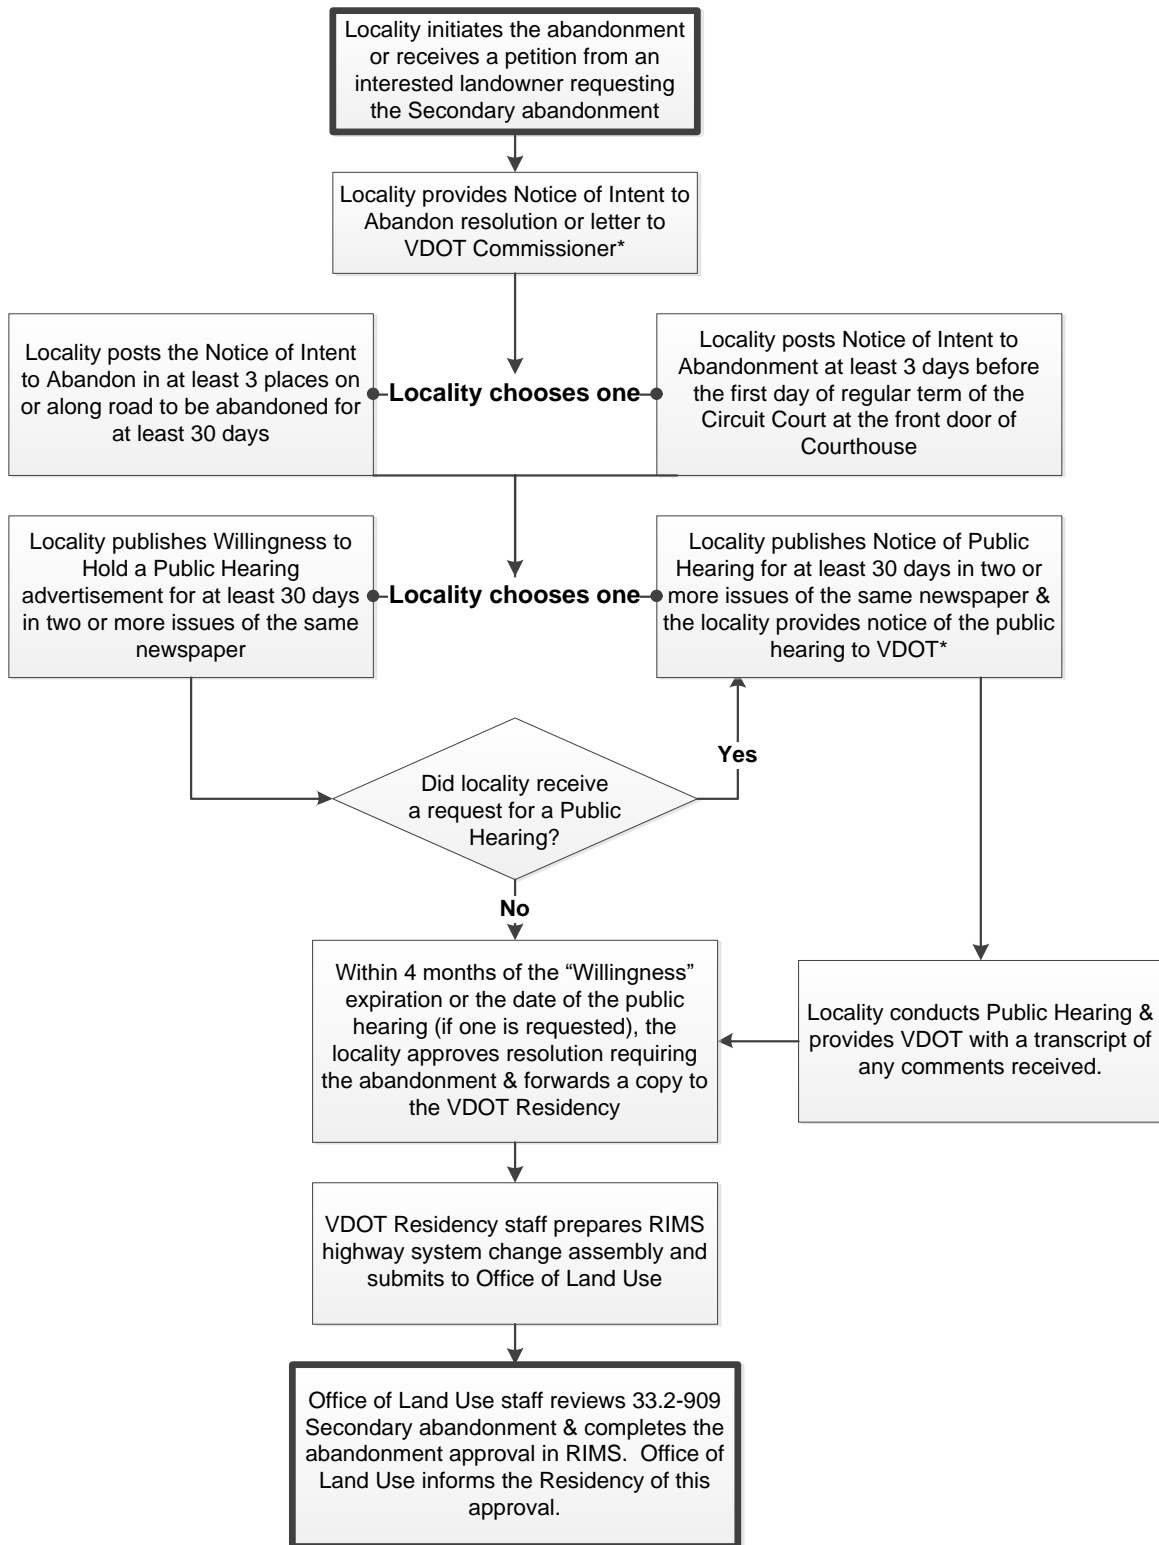 Locality initiates the abandonment
or receives a petition from an
interested landowner requesting
the Secondary abandonment
Locality provides Notice of Intent to
Abandon resolution or letter to
VDOT Commissioner*
Locality posts the Notice of Intent
to Abandon in at least 3 places on
or along road to be abandoned for
at least 30 days
Locality chooses one
Locality posts Notice of Intent to
Abandonment at least 3 days before
the first day of regular term of the
Circuit Court at the front door of
Courthouse
Locality publishes Willingness to
Hold a Public Hearing
advertisement for at least 30 days
in two or more issues of the same
newspaper
Locality chooses one
Locality publishes Notice of Public
Hearing for at least 30 days in two or
more issues of the same newspaper &
the locality provides notice of the public
hearing to VDOT*
Did locality receive
a request for a Public
Hearing?
Yes
No
Within 4 months of the “Willingness”
expiration or the date of the public
hearing (if one is requested), the
locality approves resolution requiring
the abandonment & forwards a copy to
the VDOT Residency
Locality conducts Public Hearing &
provides VDOT with a transcript of
any comments received.
VDOT Residency staff prepares RIMS
highway system change assembly and
submits to Office of Land Use
Office of Land Use staff reviews 33.2-909
Secondary abandonment & completes the
abandonment approval in RIMS.  Office of
Land Use informs the Residency of this
approval.